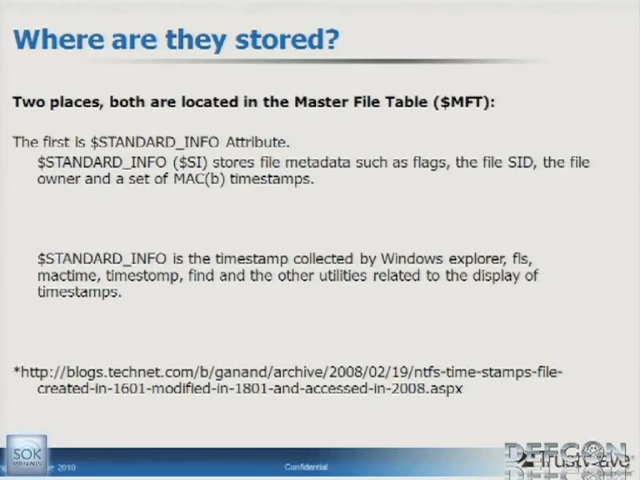 Where are they stored?
Two places, both are located in the Master File Table ($MFT):
The first is $STANDARD_INFO Attribute.
$STANDARD_INFO ($SI) stores file metadata such as flags, the file SID, the file
owner and a set of MAC(b) timestamps.
$STANDARD_INFO is the timestamp collected by Windows explorer, fls,
mactime, timestomp, find and the other utilities related to the display of
timestamps.
*http://blogs.technet.com/b/ganand/archive/2008/02/19/ntfs-time-stamps-file-
created-in-1601-modified-in-1801-and-accessed-in-2008.aspx
SOK
2010
Confidential
DEFCON
Trustwave